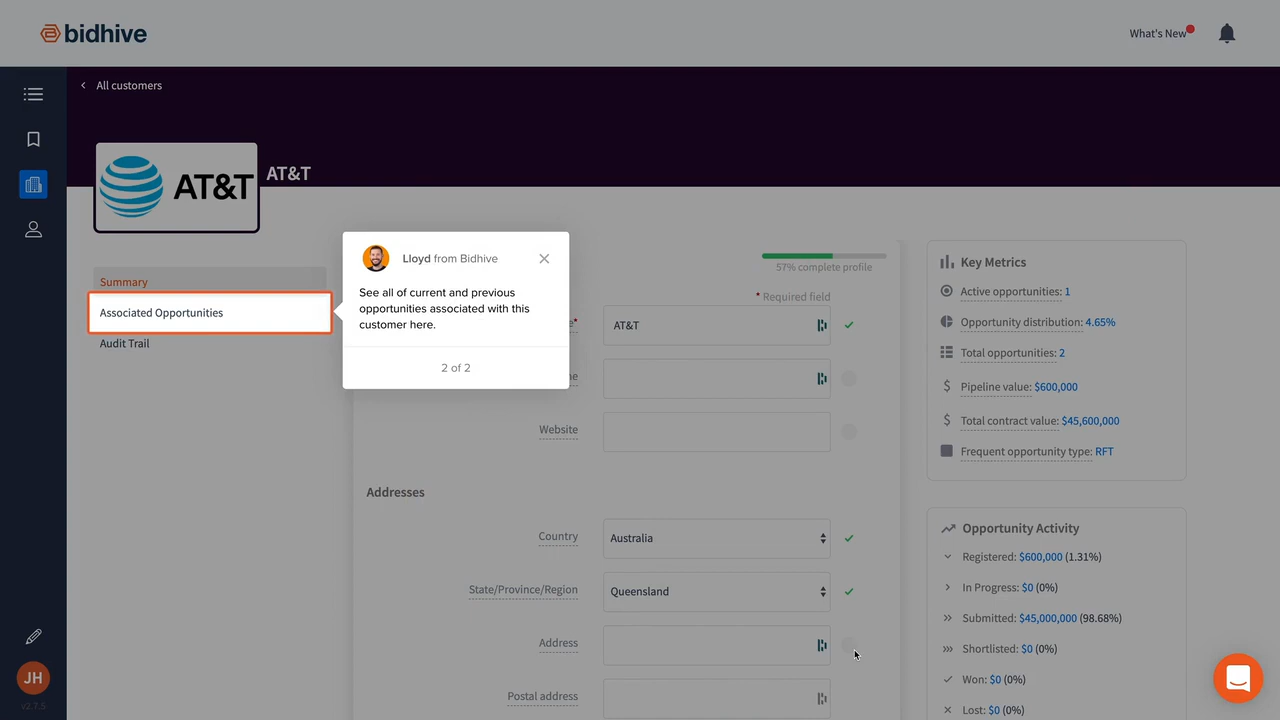 bidhive
What's New
All customers
AT&T
AT&T
Summary
Associated Opportunities
Audit Trail
Lloyd from Bidhive
See all of current and previous
opportunities associated with this
customer here.
2 of 2
57% complete profile
* Required field
e*
AT&T
ne
Website
Addresses
Country
Australia
State/Province/Region
Queensland
Address
Postal address
Key Metrics
Active opportunities: 1
Opportunity distribution: 4.65%
Total opportunities: 2
Pipeline value: $600,000
Total contract value: $45,600,000
Frequent opportunity type: RFT
Opportunity Activity
Registered: $600,000 (1.31%)
In Progress: $0 (0%)
Submitted: $45,000,000 (98.68%)
Shortlisted: $0 (0%)
Won: $0 (0%)
Lost: $0 (0%)
JH
v2.7.5